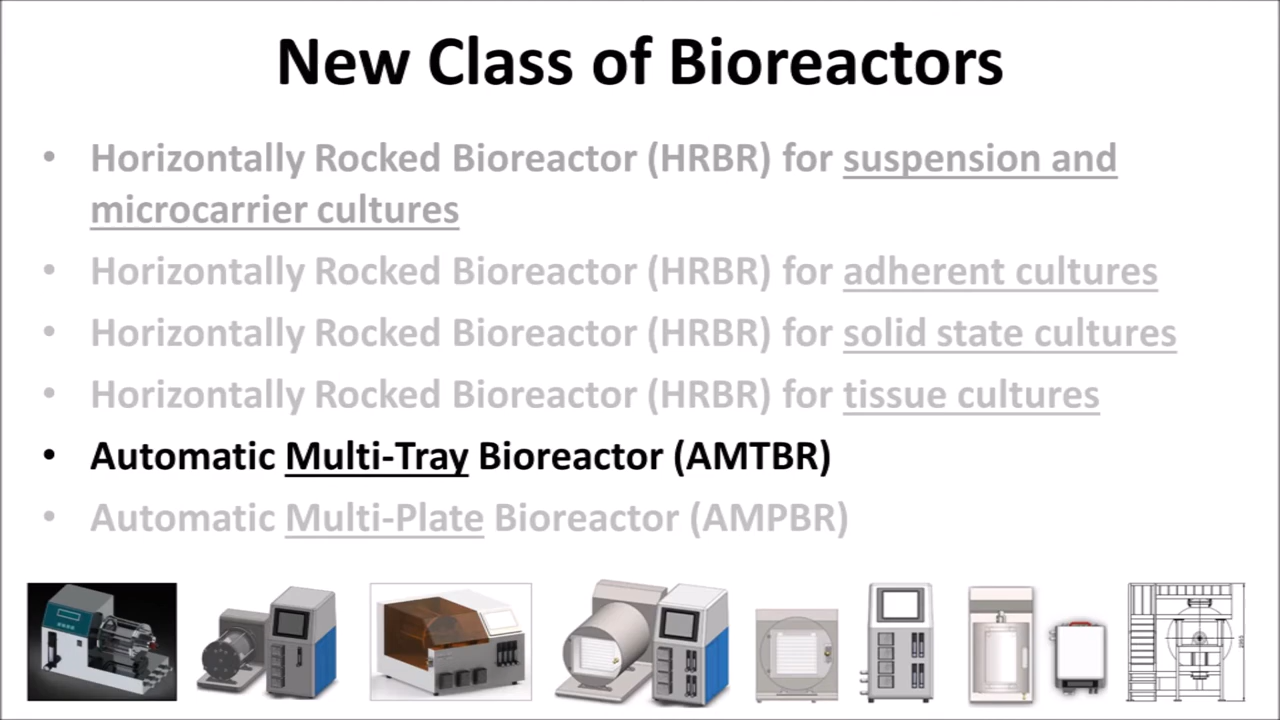 New Class of Bioreactors
• Horizontally Rocked Bioreactor (HRBR) for suspension and
microcarrier cultures
• Horizontally Rocked Bioreactor (HRBR) for adherent cultures
• Horizontally Rocked Bioreactor (HRBR) for solid state cultures
• Horizontally Rocked Bioreactor (HRBR) for tissue cultures
• Automatic Multi-Tray Bioreactor (AMTBR)
• Automatic Multi-Plate Bioreactor (AMPBR)